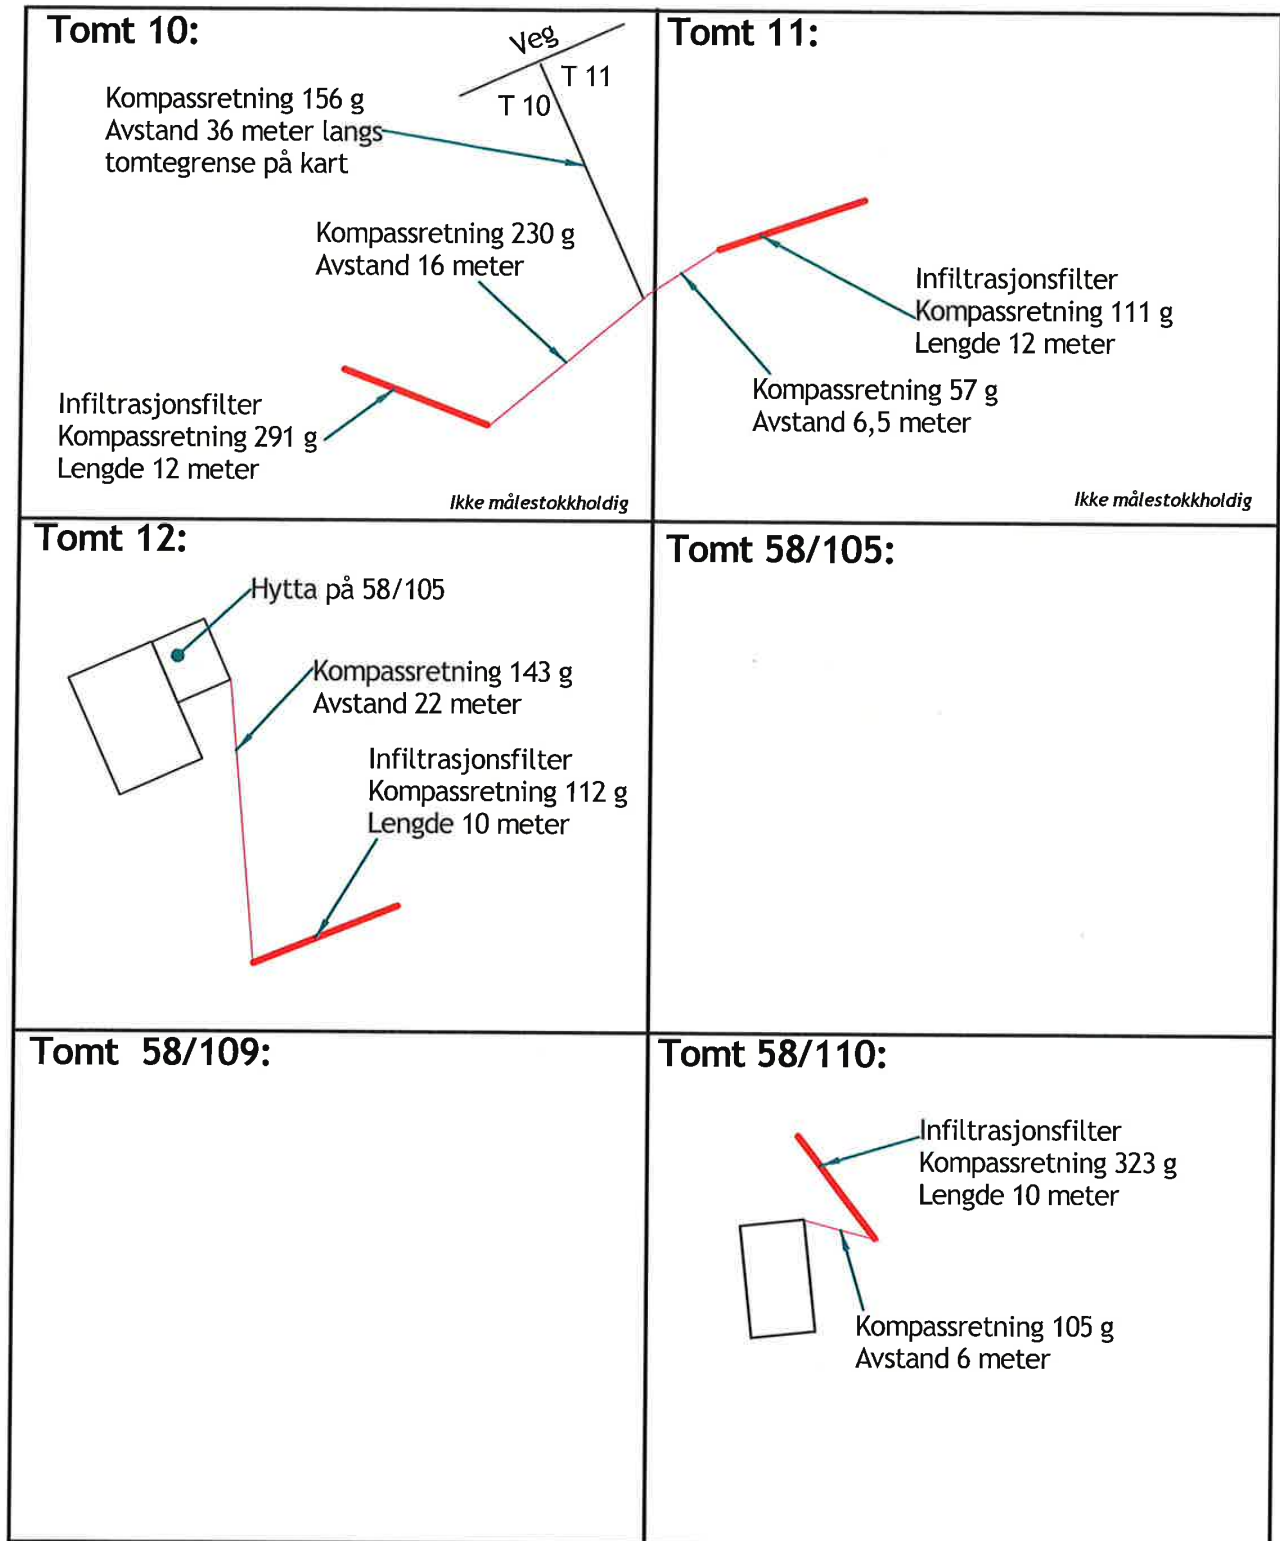 Tomt 10:
Veg
T 11
T 10
Kompassretning 156 g
Avstand 36 meter langs
tomtegrense på kart
Kompassretning 230 g
Avstand 16 meter
Infiltrasjonsfilter
Kompassretning 291 g
Lengde 12 meter
Ikke målestokkholdig
Tomt 11:
Infiltrasjonsfilter
Kompassretning 111 g
Lengde 12 meter
Kompassretning 57 g
Avstand 6,5 meter
Ikke målestokkholdig
Tomt 12:
Hytta på 58/105
Kompassretning 143 g
Avstand 22 meter
Infiltrasjonsfilter
Kompassretning 112 g
Lengde 10 meter
Tomt 58/105:
Tomt 58/109:
Tomt 58/110:
Infiltrasjonsfilter
Kompassretning 323 g
Lengde 10 meter
Kompassretning 105 g
Avstand 6 meter